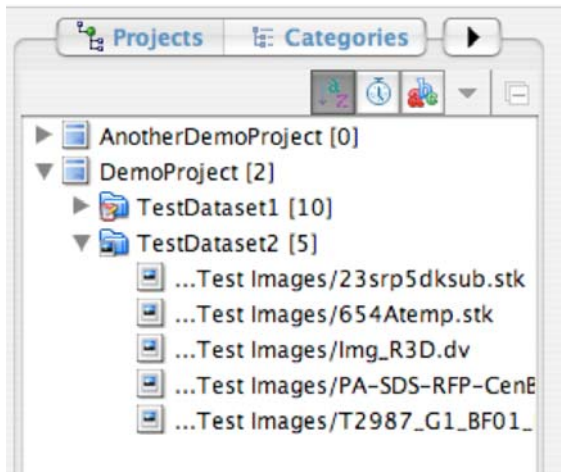 Projects Categories
AnotherDemoProject [0]
DemoProject [2]
TestDataset1 [10]
TestDataset2 [5]
...Test Images/23srp5dksub.stk
...Test Images/654Atemp.stk
...Test Images/Img_R3D.dv
...Test Images/PA-SDS-RFP-CenB
...Test Images/T2987_G1_BF01_